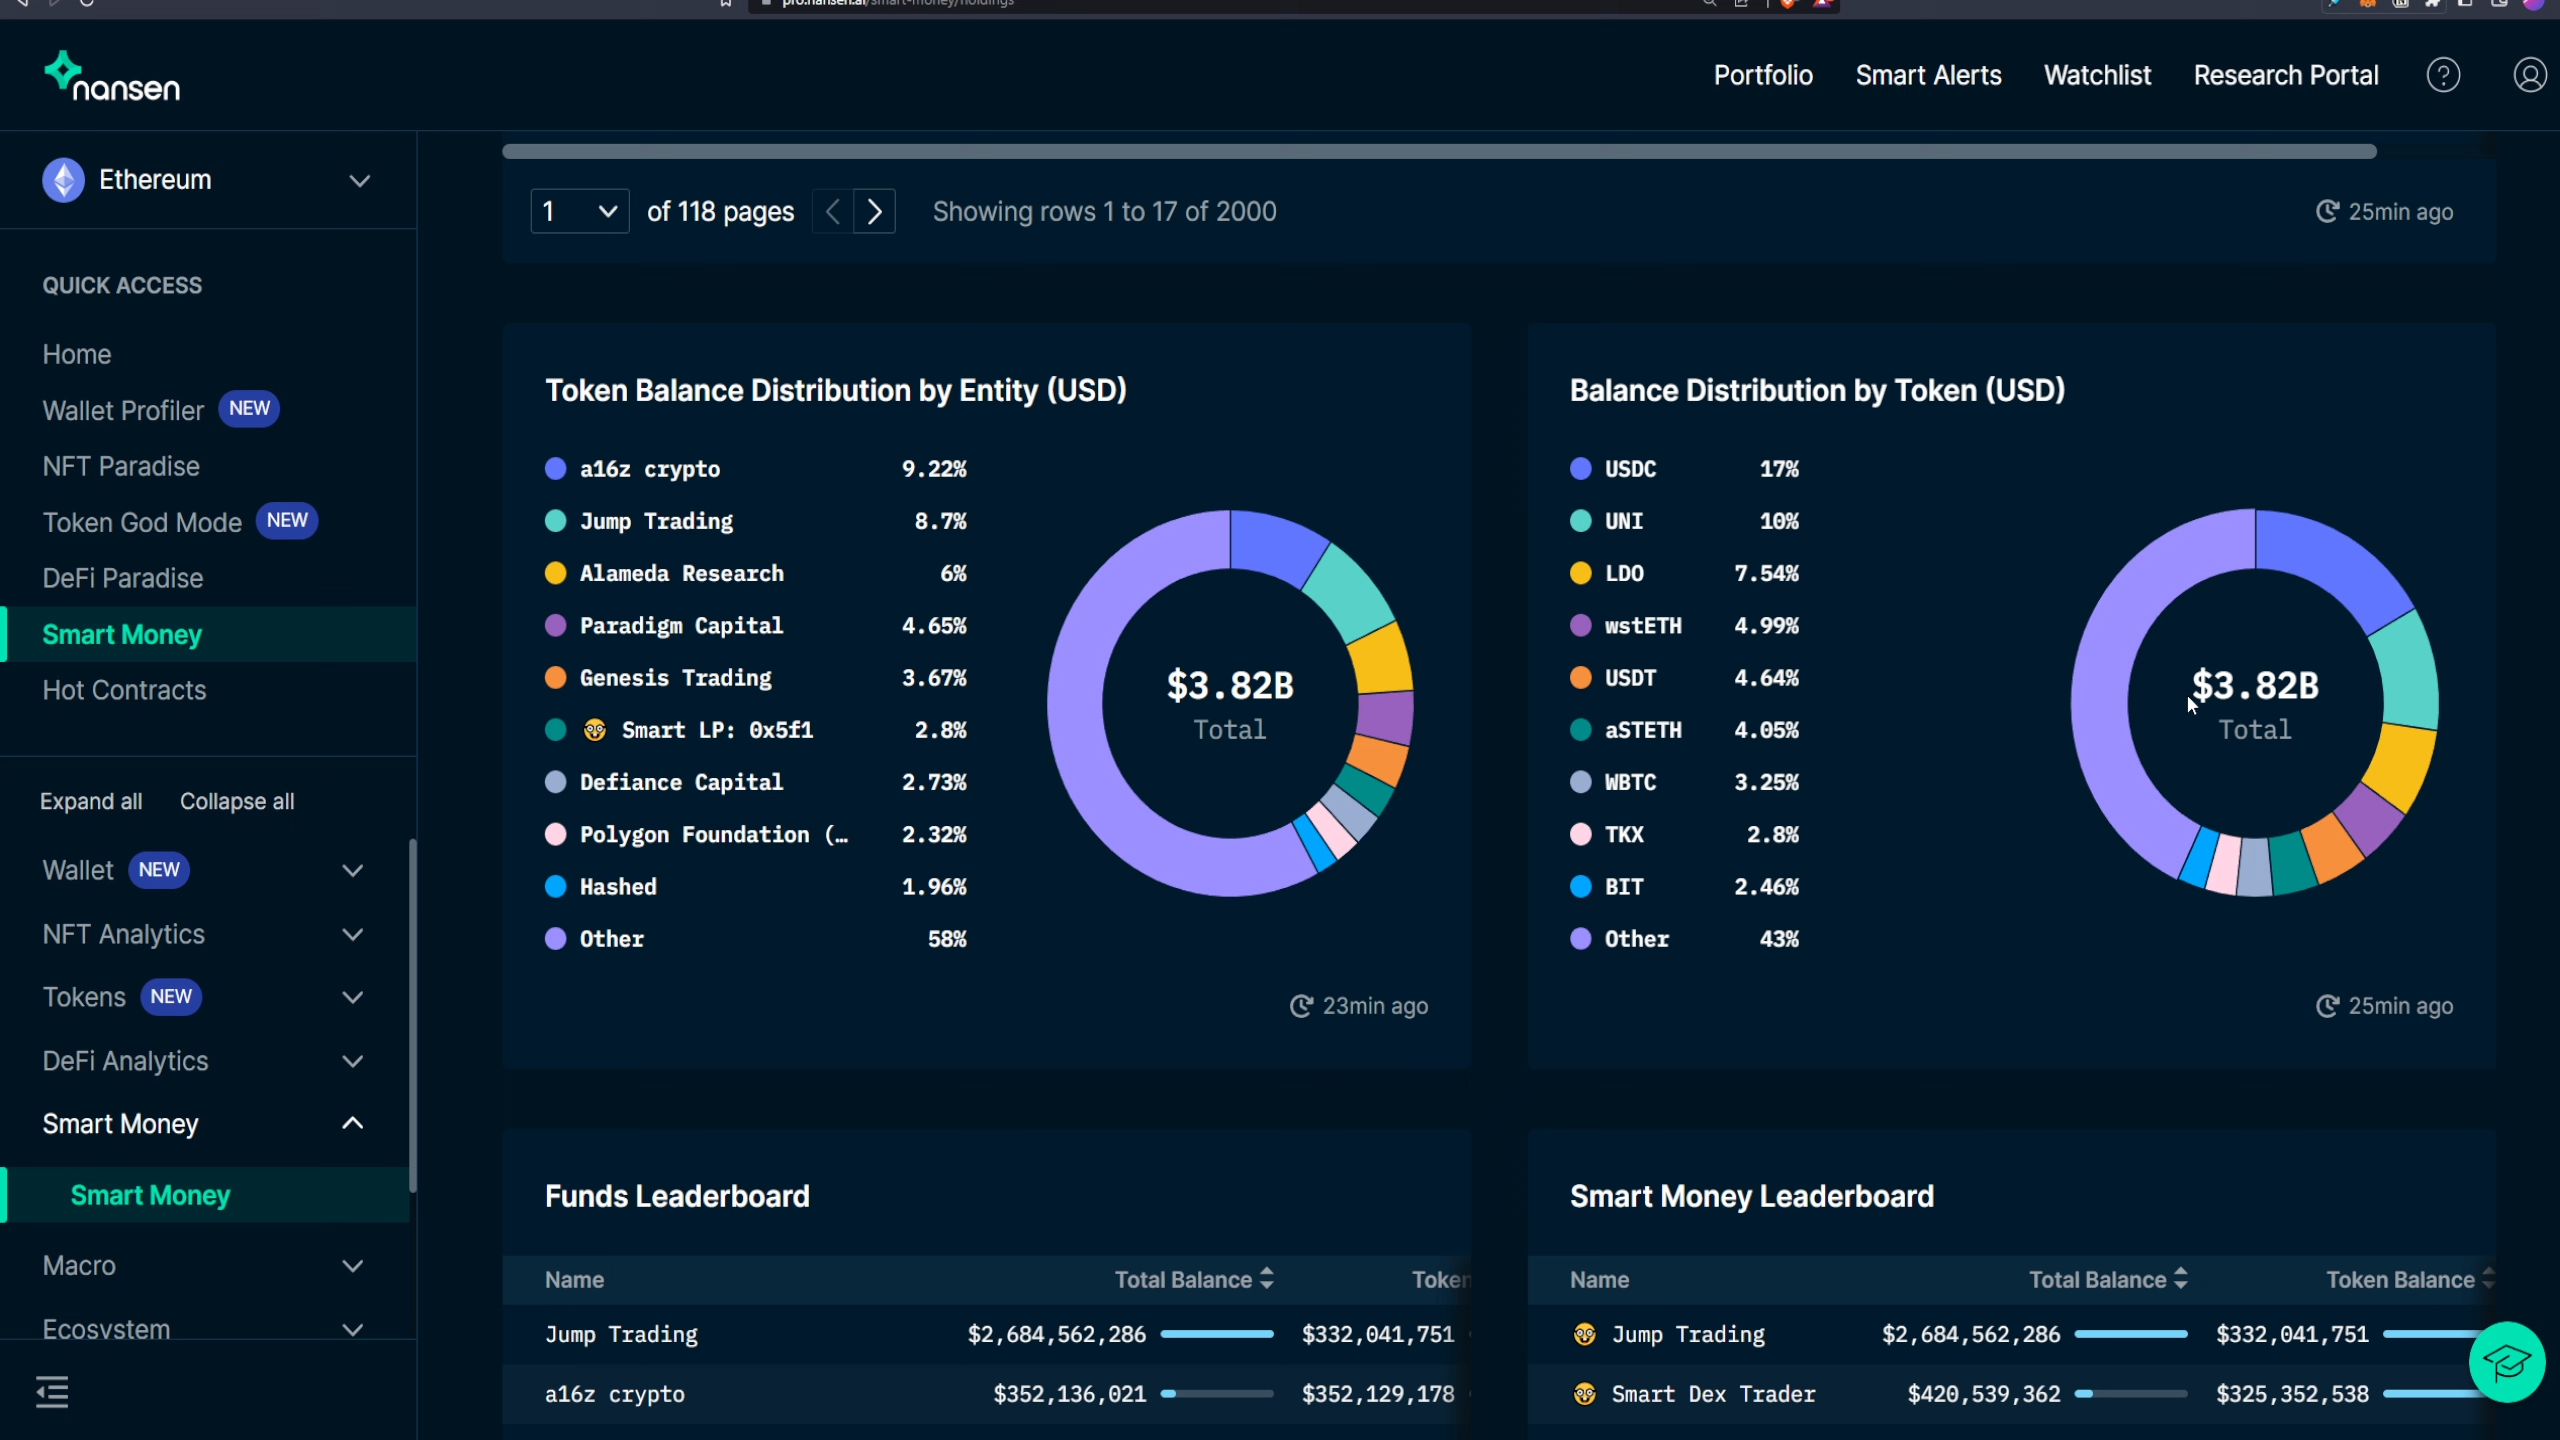 pro.nansen.ai/smart-money/holdings
nansen
Portfolio
Smart Alerts
Watchlist
Research Portal
Ethereum
QUICK ACCESS
Home
Wallet Profiler NEW
NFT Paradise
Token God Mode NEW
DeFi Paradise
Smart Money
Hot Contracts
Expand all
Collapse all
Wallet NEW
NFT Analytics
Tokens NEW
DeFi Analytics
Smart Money
Smart Money
Macro
Ecosystem
1 of 118 pages Showing rows 1 to 17 of 2000
25min ago
Token Balance Distribution by Entity (USD)
a16z crypto 9.22%
Jump Trading 8.7%
Alameda Research 6%
Paradigm Capital 4.65%
Genesis Trading 3.67%
Smart LP: 0x5f1 2.8%
Defiance Capital 2.73%
Polygon Foundation (… 2.32%
Hashed 1.96%
Other 58%
$3.82B
Total
23min ago
Balance Distribution by Token (USD)
USDC 17%
UNI 10%
LDO 7.54%
wstETH 4.99%
USDT 4.64%
aSTETH 4.05%
WBTC 3.25%
TKX 2.8%
BIT 2.46%
Other 43%
$3.82B
Total
25min ago
Funds Leaderboard
Name Total Balance Token
Jump Trading $2,684,562,286 $332,041,751
a16z crypto $352,136,021 $352,129,178
Smart Money Leaderboard
Name Total Balance Token Balance
Jump Trading $2,684,562,286 $332,041,751
Smart Dex Trader $420,539,362 $325,352,538